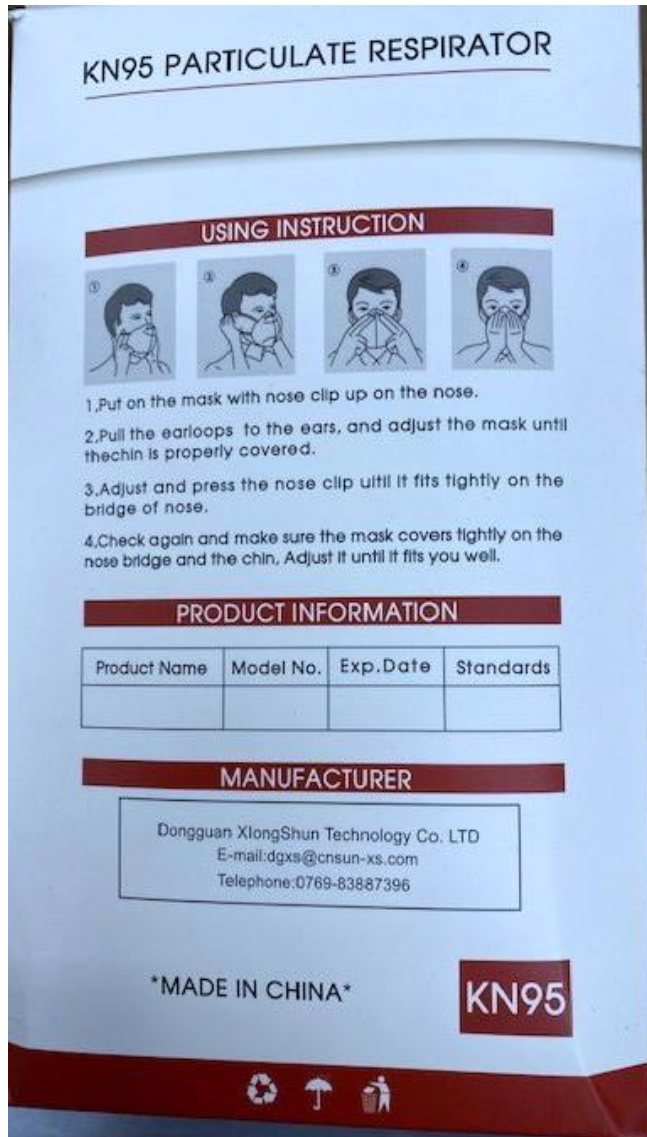 KN95 PARTICULATE RESPIRATOR
USING INSTRUCTION
① ② ③ ④
1,Put on the mask with nose clip up on the nose.
2,Pull the earloops to the ears, and adjust the mask until
thechin is properly covered.
3.Adjust and press the nose clip uitil it fits tightly on the
bridge of nose.
4,Check again and make sure the mask covers tightly on the
nose bridge and the chin, Adjust it until it fits you well.
PRODUCT INFORMATION
Product Name Model No. Exp.Date Standards
MANUFACTURER
Dongguan XlongShun Technology Co. LTD
E-mail:dgxs@cnsun-xs.com
Telephone:0769-83887396
*MADE IN CHINA*
KN95